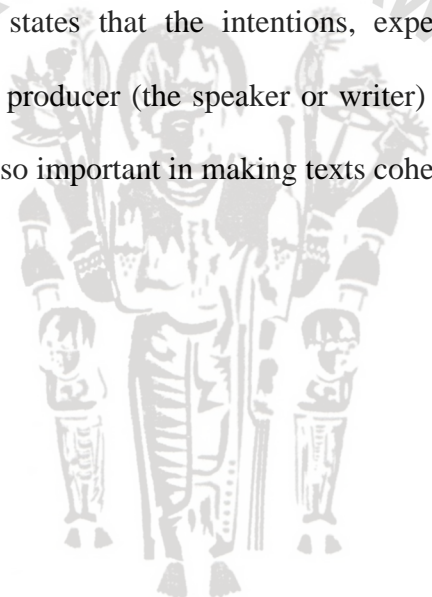 states that the intentions, expe
producer (the speaker or writer)
so important in making texts cohe